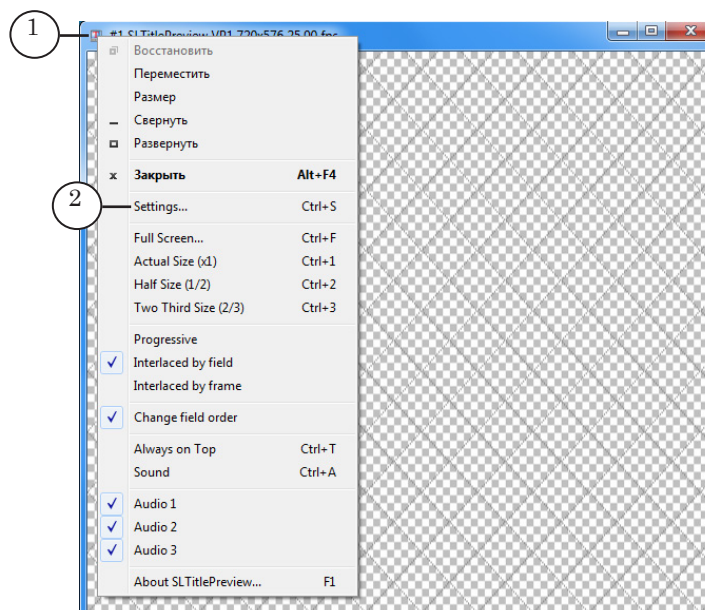 1
#1 SLTitlePreview VP1 720x576 25.00 fps
Восстановить
Переместить
Размер
Свернуть
Развернуть
Закрыть Alt+F4
2
Settings... Ctrl+S
Full Screen... Ctrl+F
Actual Size (x1) Ctrl+1
Half Size (1/2) Ctrl+2
Two Third Size (2/3) Ctrl+3
Progressive
Interlaced by field
Interlaced by frame
Change field order
Always on Top Ctrl+T
Sound Ctrl+A
Audio 1
Audio 2
Audio 3
About SLTitlePreview... F1